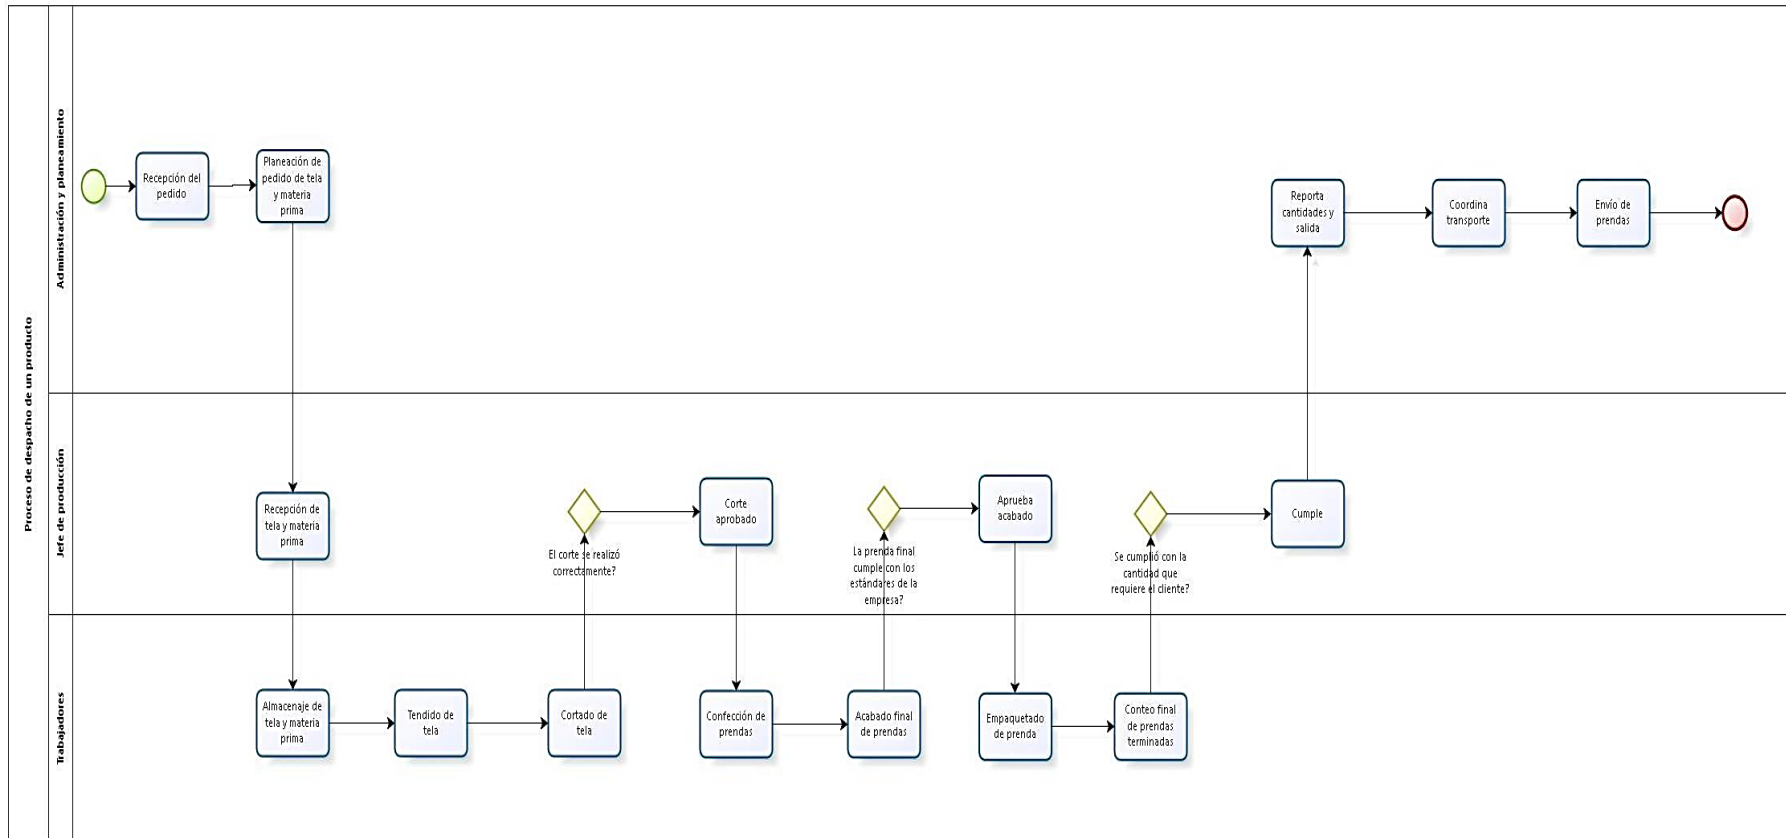 Proceso de despacho de un producto
Administración y planeamiento
Recepción del
pedido
Planeación de
pedido de tela
y materia
prima
Reporta
cantidades y
salida
Coordina
transporte
Envío de
prendas
Jefe de producción
Recepción de
tela y materia
prima
El corte se realizó
correctamente?
Corte
aprobado
La prenda final
cumple con los
estándares de la
empresa?
Aprueba
acabado
Se cumplió con la
cantidad que
requiere el cliente?
Cumple
Trabajadores
Almacenaje de
tela y materia
prima
Tendido de
tela
Cortado de
tela
Confección de
prendas
Acabado final
de prendas
Empaquetado
de prenda
Conteo final
de prendas
terminadas